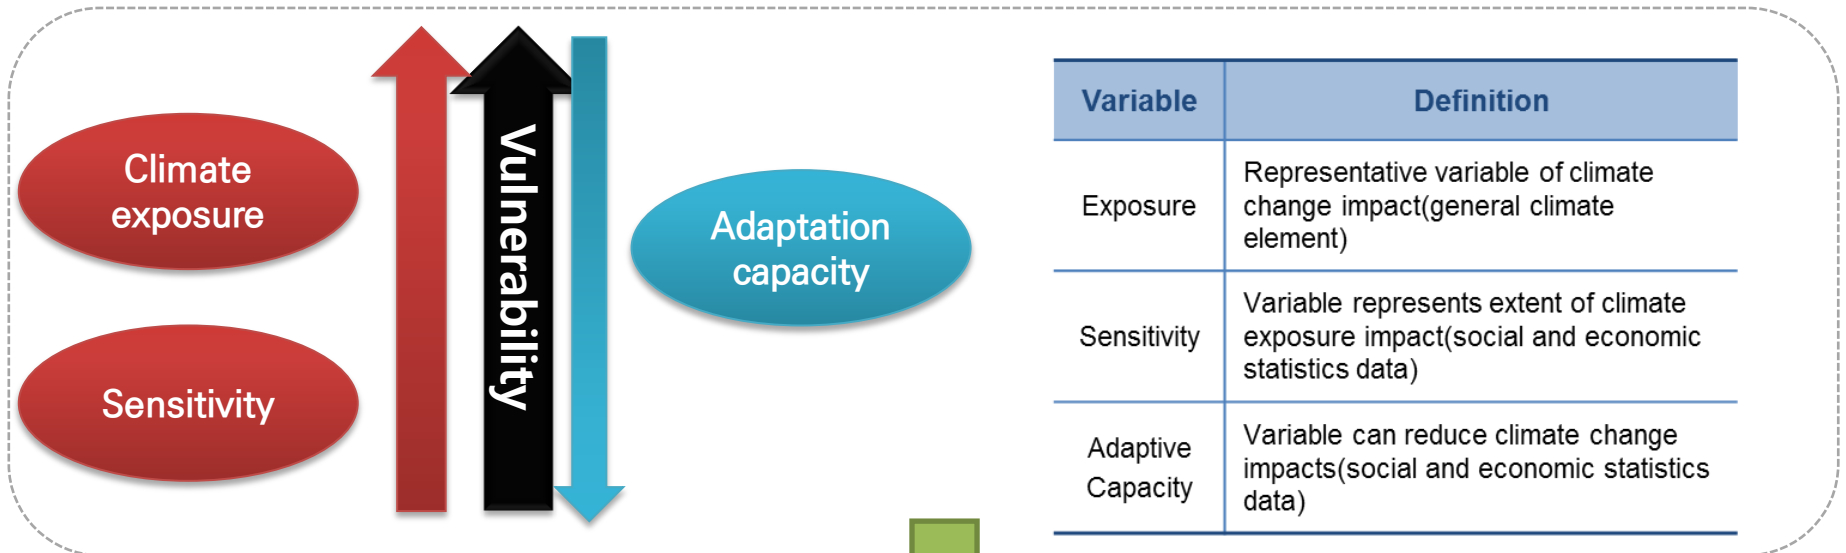 Climate
exposure
Sensitivity
Vulnerability
Adaptation
capacity
Variable Definition
Exposure
Representative variable of climate
change impact(general climate
element)
Sensitivity
Variable represents extent of climate
exposure impact(social and economic
statistics data)
Adaptive
Capacity
Variable can reduce climate change
impacts(social and economic statistics
data)